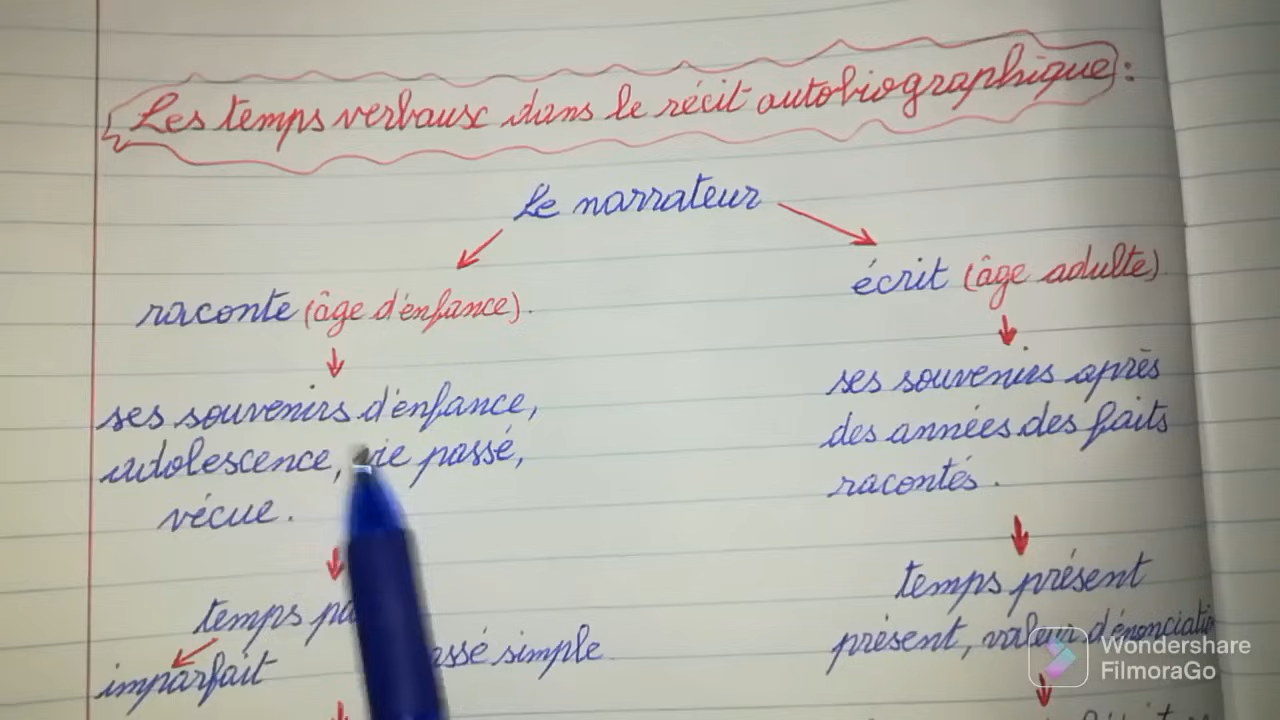 Les temps verbaux dans le récit autobiographique :
Le narrateur
raconte (âge d'enfance).
ses souvenirs d'enfance,
adolescence, vie passé,
vécue.
temps
imparfait
simple
écrit (âge adulte)
ses souvenirs après
des années des faits
racontés.
temps présent
présent, valeur d'énonciation
Wondershare
FilmoraGo